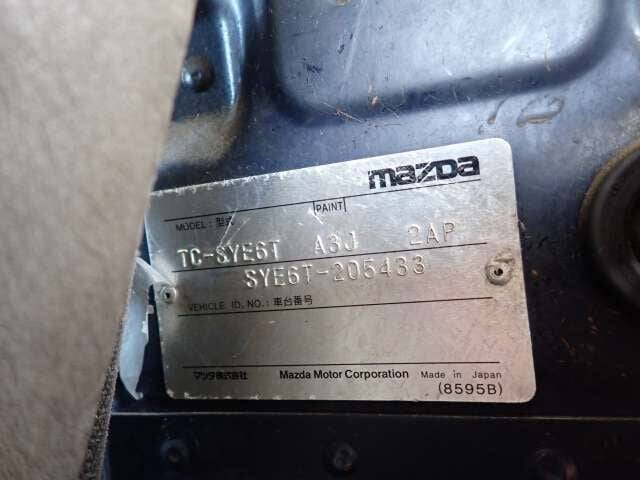 mazda
MODEL : 型式 PAINT
TC-SYE6T A3J 2AP
SYE6T-205433
VEHICLE ID. NO. : 車台番号
マツダ株式会社 Mazda Motor Corporation Made in Japan
(8595B)